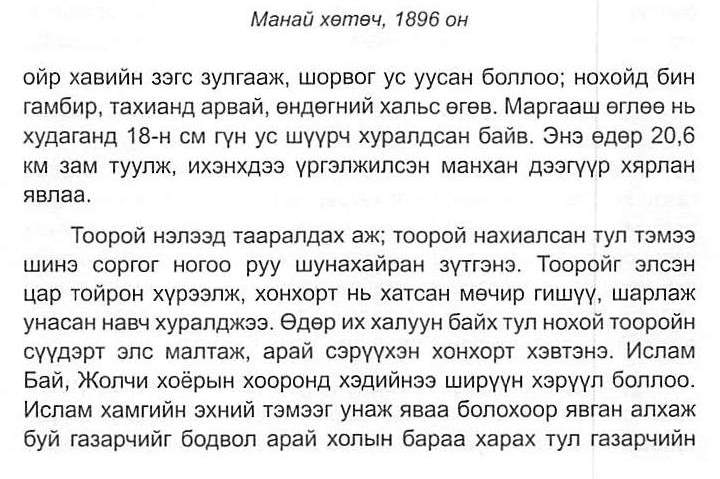 Манай хөтөч, 1896 он
ойр хавийн зэгс зулгааж, шорвог ус уусан боллоо; нохойд бин
гамбир, тахианд арвай, өндөгний хальс өгөв. Маргааш өглөө нь
худаганд 18-н см гүн ус шүүрч хуралдсан байв. Энэ өдөр 20,6
км зам туулж, ихэнхдээ үргэлжилсэн манхан дээгүүр хярлан
явлаа.
Тоорой нэлээд тааралдах аж; тоорой нахиалсан тул тэмээ
шинэ соргог ногоо руу шунахайран зүтгэнэ. Тооройг элсэн
цар тойрон хүрээлж, хонхорт нь хатсан мөчир гишүү, шарлаж
унасан навч хуралджээ. Өдөр их халуун байх тул нохой тооройн
сүүдэрт элс малтаж, арай сэрүүхэн хонхорт хэвтэнэ. Ислам
Бай, Жолчи хоёрын хооронд хэдийнээ ширүүн хэрүүл боллоо.
Ислам хамгийн эхний тэмээг унаж яваа болохоор явган алхаж
буй газарчийг бодвол арай холын бараа харах тул газарчийн